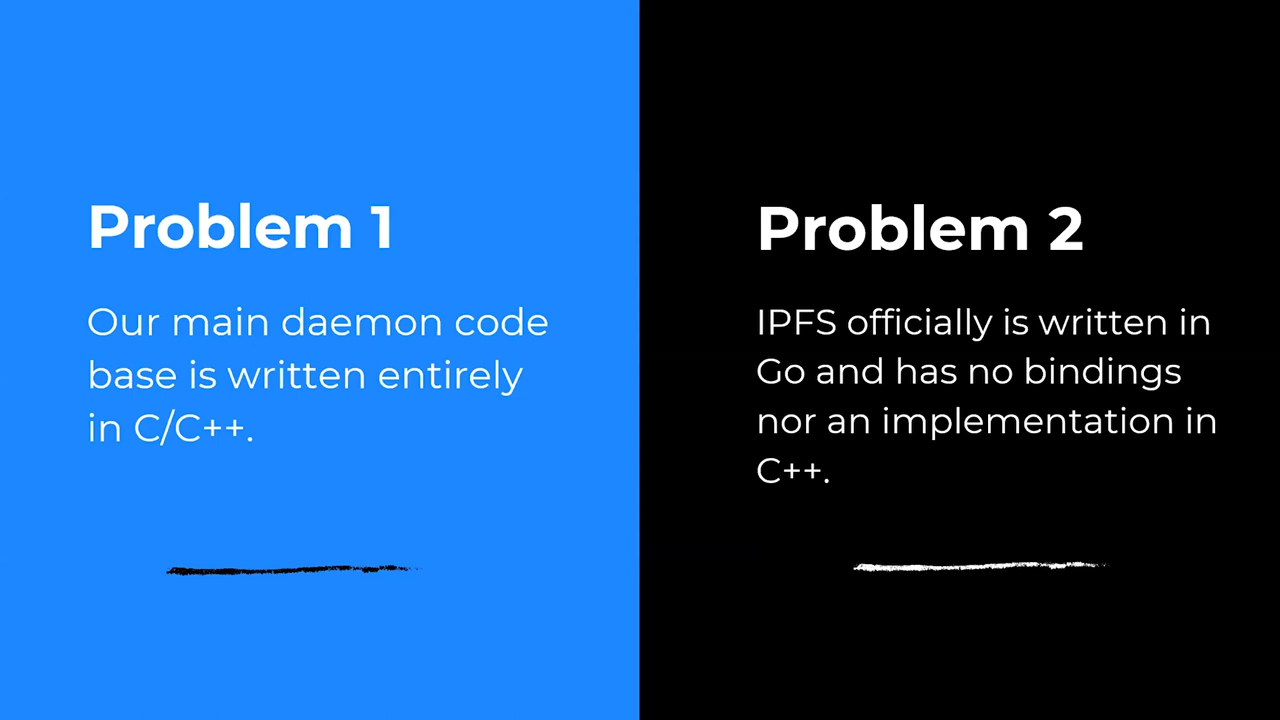 Problem 1
Our main daemon code
base is written entirely
in C/C++.
Problem 2
IPFS officially is written in
Go and has no bindings
nor an implementation in
C++.